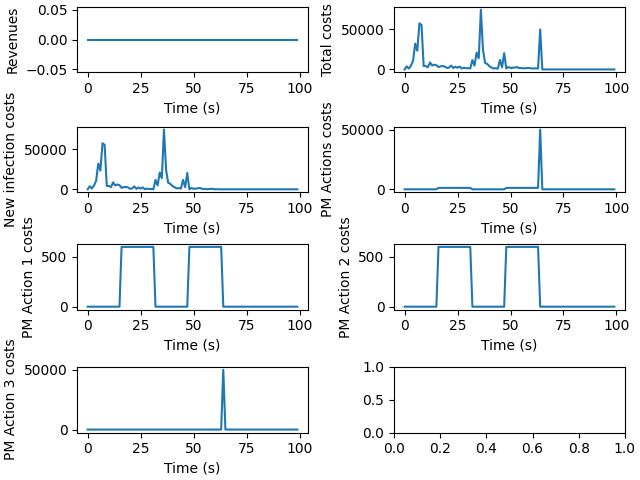 Revenues
0.05
0.00
−0.05
0 25 50 75 100
Time (s)
Total costs
50000
0
0 25 50 75 100
Time (s)
New infection costs
50000
0
0 25 50 75 100
Time (s)
PM Actions costs
50000
0
0 25 50 75 100
Time (s)
PM Action 1 costs
500
0
0 25 50 75 100
Time (s)
PM Action 2 costs
500
0
0 25 50 75 100
Time (s)
PM Action 3 costs
50000
0
0 25 50 75 100
Time (s)
1.0
0.5
0.0
0.0 0.2 0.4 0.6 0.8 1.0